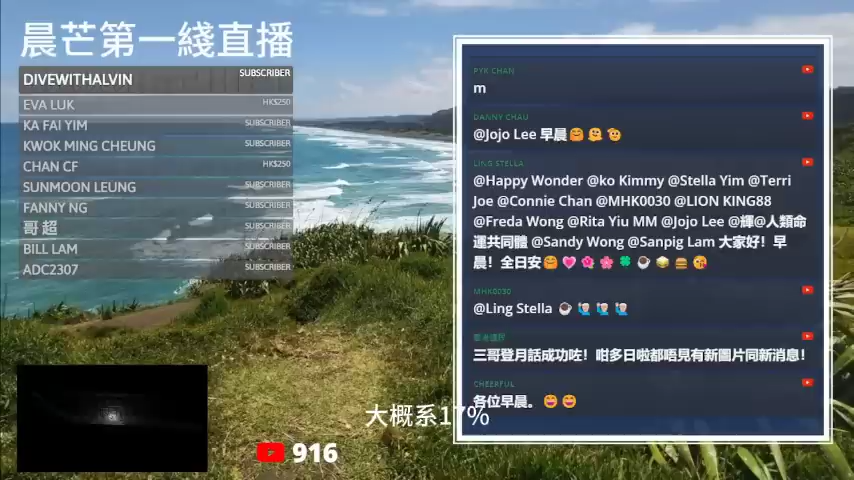 晨芒第一綫直播
DIVEWITHALVIN SUBSCRIBER
EVA LUK HK$250
KA FAI YIM SUBSCRIBER
KWOK MING CHEUNG SUBSCRIBER
CHAN CF HK$250
SUNMOON LEUNG SUBSCRIBER
FANNY NG SUBSCRIBER
哥 超 SUBSCRIBER
BILL LAM SUBSCRIBER
ADC2307 SUBSCRIBER
PYK CHAN
m
DANNY CHAU
@Jojo Lee 早晨🤗 🫠 🫡
LING STELLA
@Happy Wonder @ko Kimmy @Stella Yim @Terri
Joe @Connie Chan @MHK0030 @LION KING88
@Freda Wong @Rita Yiu MM @Jojo Lee @輝@人類命
運共同體 @Sandy Wong @Sanpig Lam 大家好！早
晨！全日安
MHK0030
@Ling Stella
三哥登月話成功咗！咁多日啦都唔見有新圖片同新消息！
CHEERFUL
各位早晨。
大概系17%
916